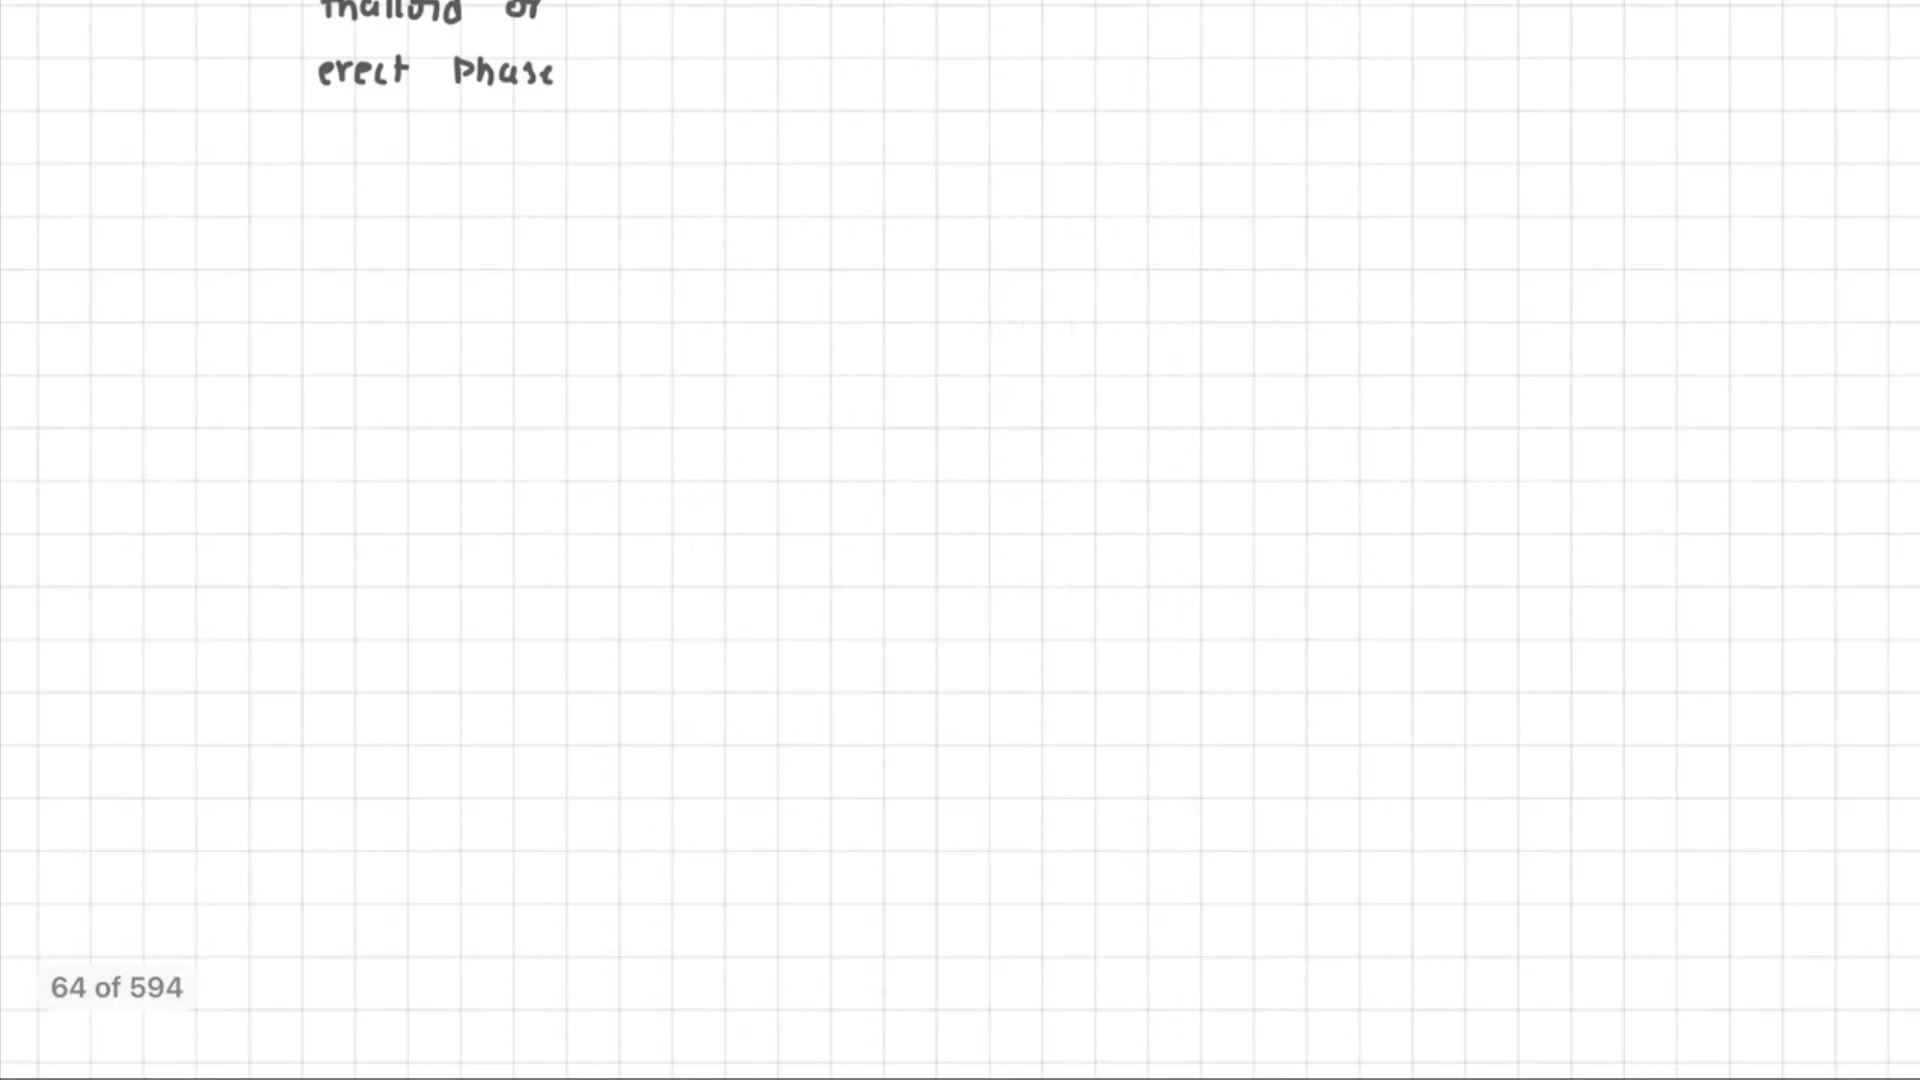 thalloid or
erect phase
64 of 594